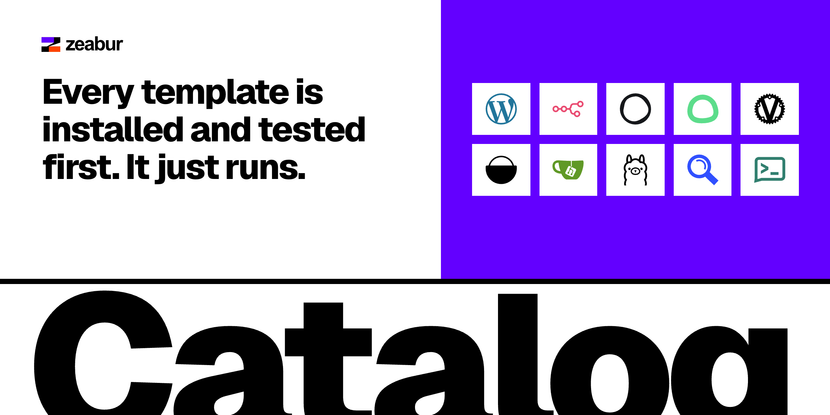 zeabur
Every template is
installed and tested
first. It just runs.
Catalog